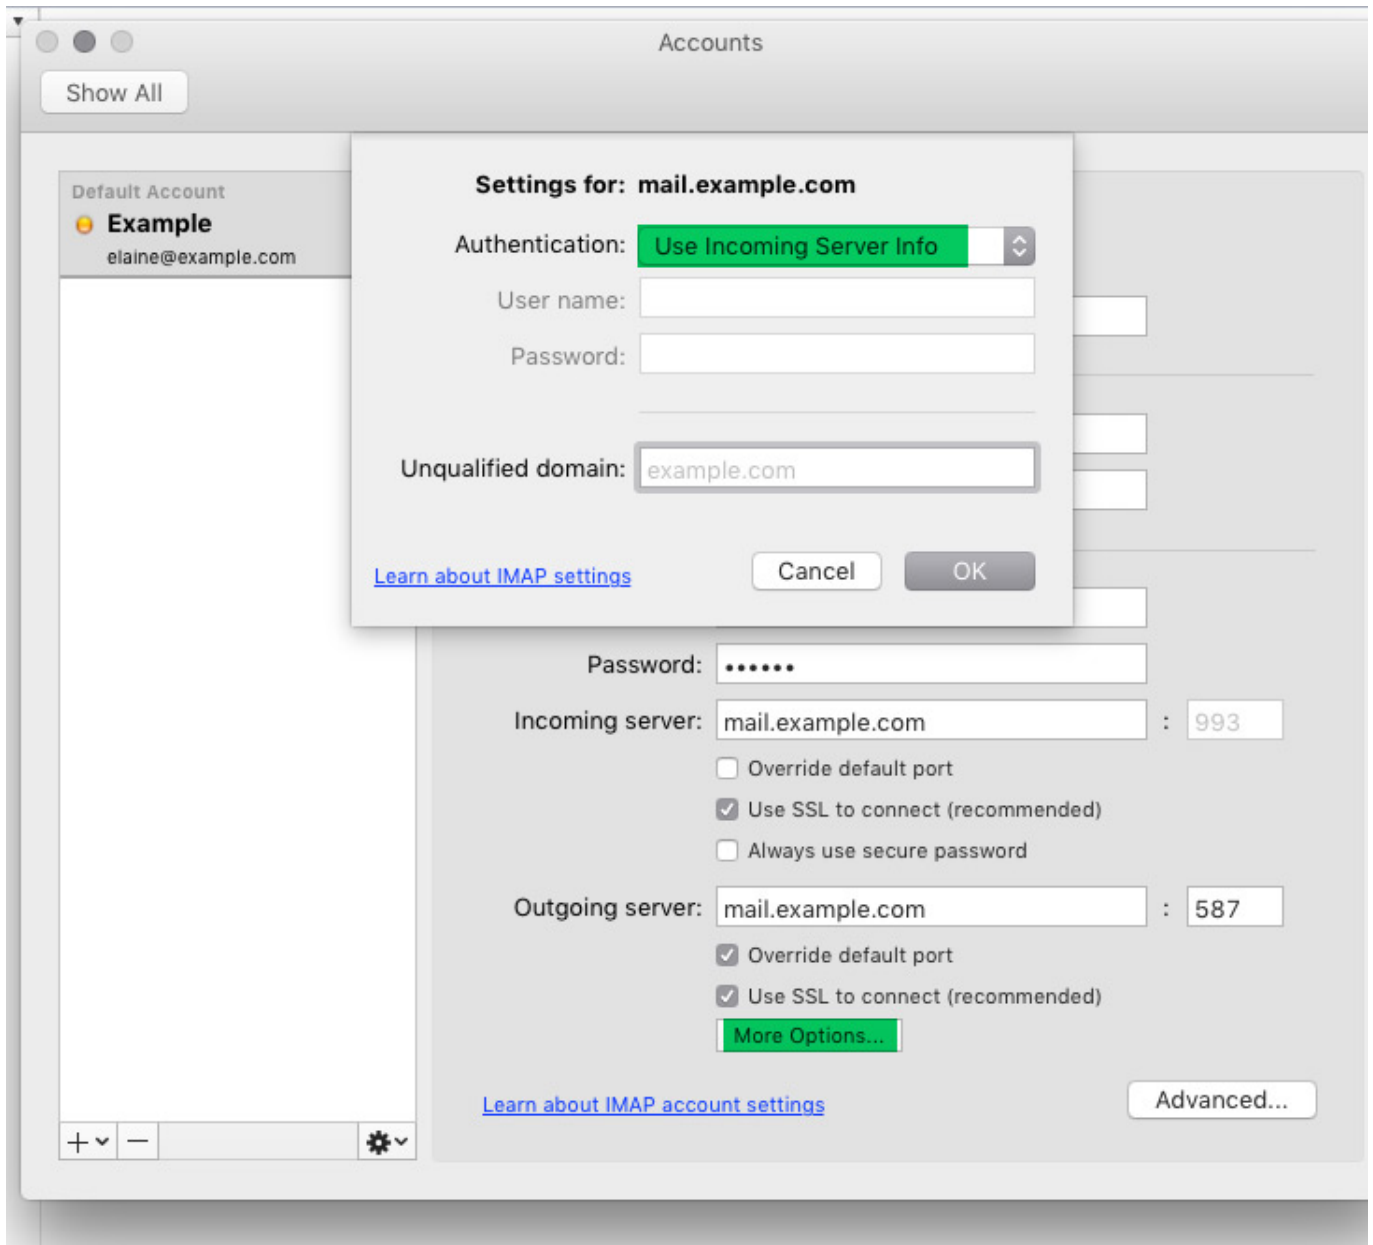 Accounts
Show All
Default Account
Example
elaine@example.com
Settings for: mail.example.com
Authentication: Use Incoming Server Info
User name:
Password:
Unqualified domain: example.com
Learn about IMAP settings
Cancel
OK
Password: ••••••
Incoming server: mail.example.com : 993
Override default port
Use SSL to connect (recommended)
Always use secure password
Outgoing server: mail.example.com : 587
Override default port
Use SSL to connect (recommended)
More Options...
Learn about IMAP account settings
Advanced...